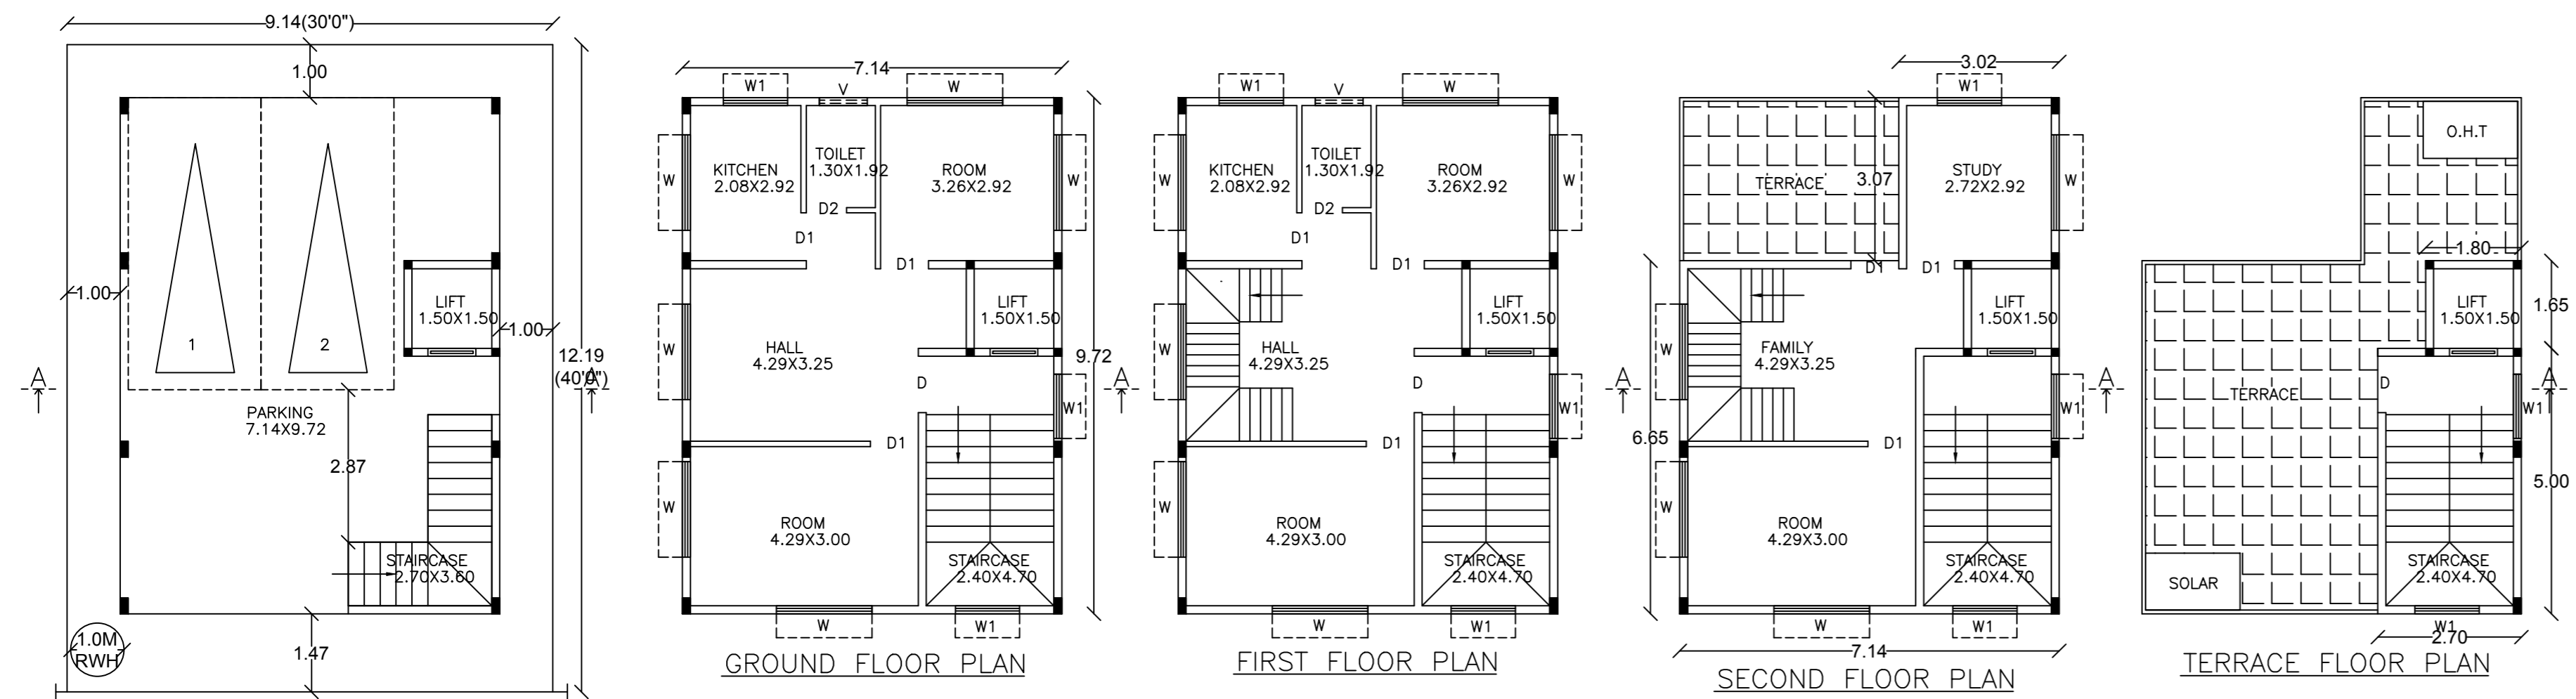 9.14(30'0")
1.00
1.00
1.00
LIFT
1.50X1.50
1
2
12.19
(40'0")
A
A
PARKING
7.14X9.72
2.87
STAIRCASE
2.70X3.60
1.0M
RWH
1.47
7.14
W1
V
W
KITCHEN
2.08X2.92
TOILET
1.30X1.92
ROOM
3.26X2.92
W
W
D2
D1
D1
LIFT
1.50X1.50
HALL
4.29X3.25
W
9.72
D
W1
A
D1
W
ROOM
4.29X3.00
STAIRCASE
2.40X4.70
W
W1
GROUND FLOOR PLAN
W1
V
W
KITCHEN
2.08X2.92
TOILET
1.30X1.92
ROOM
3.26X2.92
W
W
D2
D1
D1
LIFT
1.50X1.50
HALL
4.29X3.25
W
D
W1
A
D1
W
ROOM
4.29X3.00
STAIRCASE
2.40X4.70
W
W1
FIRST FLOOR PLAN
3.02
W1
TERRACE
3.07
STUDY
2.72X2.92
W
D1
D1
LIFT
1.50X1.50
FAMILY
4.29X3.25
W
W1
A
6.65
D1
W
ROOM
4.29X3.00
STAIRCASE
2.40X4.70
W
W1
7.14
SECOND FLOOR PLAN
O.H.T
1.80
LIFT
1.50X1.50
1.65
D
A
TERRACE
W1
5.00
STAIRCASE
2.40X4.70
SOLAR
W1
2.70
TERRACE FLOOR PLAN